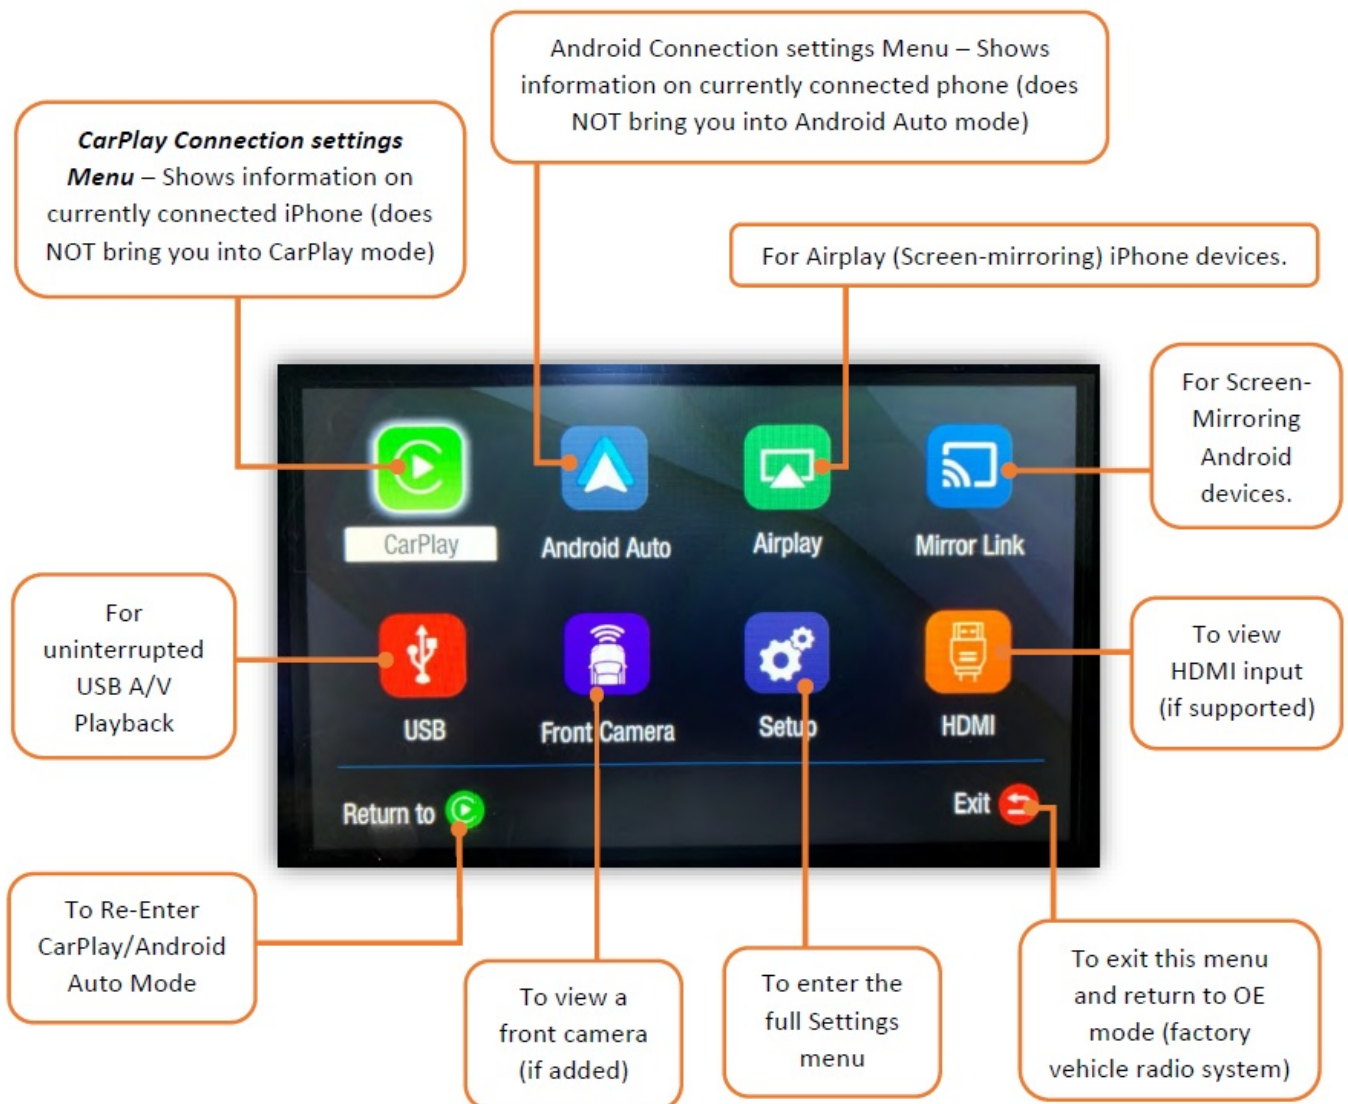 Android Connection settings Menu – Shows
information on currently connected phone (does
NOT bring you into Android Auto mode)
CarPlay Connection settings
Menu – Shows information on
currently connected iPhone (does
NOT bring you into CarPlay mode)
For Airplay (Screen-mirroring) iPhone devices.
For Screen-
Mirroring
Android
devices.
CarPlay
Android Auto
Airplay
Mirror Link
For
uninterrupted
USB A/V
Playback
To view
HDMI input
(if supported)
USB
Front Camera
Setup
HDMI
Return to
Exit
To Re-Enter
CarPlay/Android
Auto Mode
To view a
front camera
(if added)
To enter the
full Settings
menu
To exit this menu
and return to OE
mode (factory
vehicle radio system)